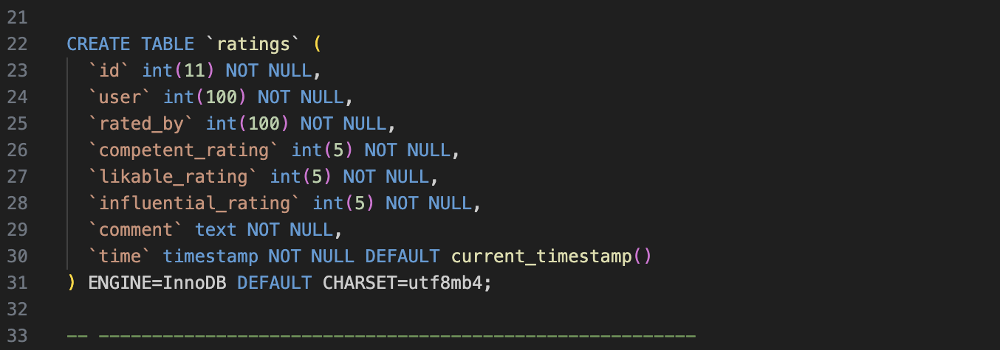 21
22 CREATE TABLE `ratings` (
23 `id` int(11) NOT NULL,
24 `user` int(100) NOT NULL,
25 `rated_by` int(100) NOT NULL,
26 `competent_rating` int(5) NOT NULL,
27 `likable_rating` int(5) NOT NULL,
28 `influential_rating` int(5) NOT NULL,
29 `comment` text NOT NULL,
30 `time` timestamp NOT NULL DEFAULT current_timestamp()
31 ) ENGINE=InnoDB DEFAULT CHARSET=utf8mb4;
32
33 -- --------------------------------------------------------